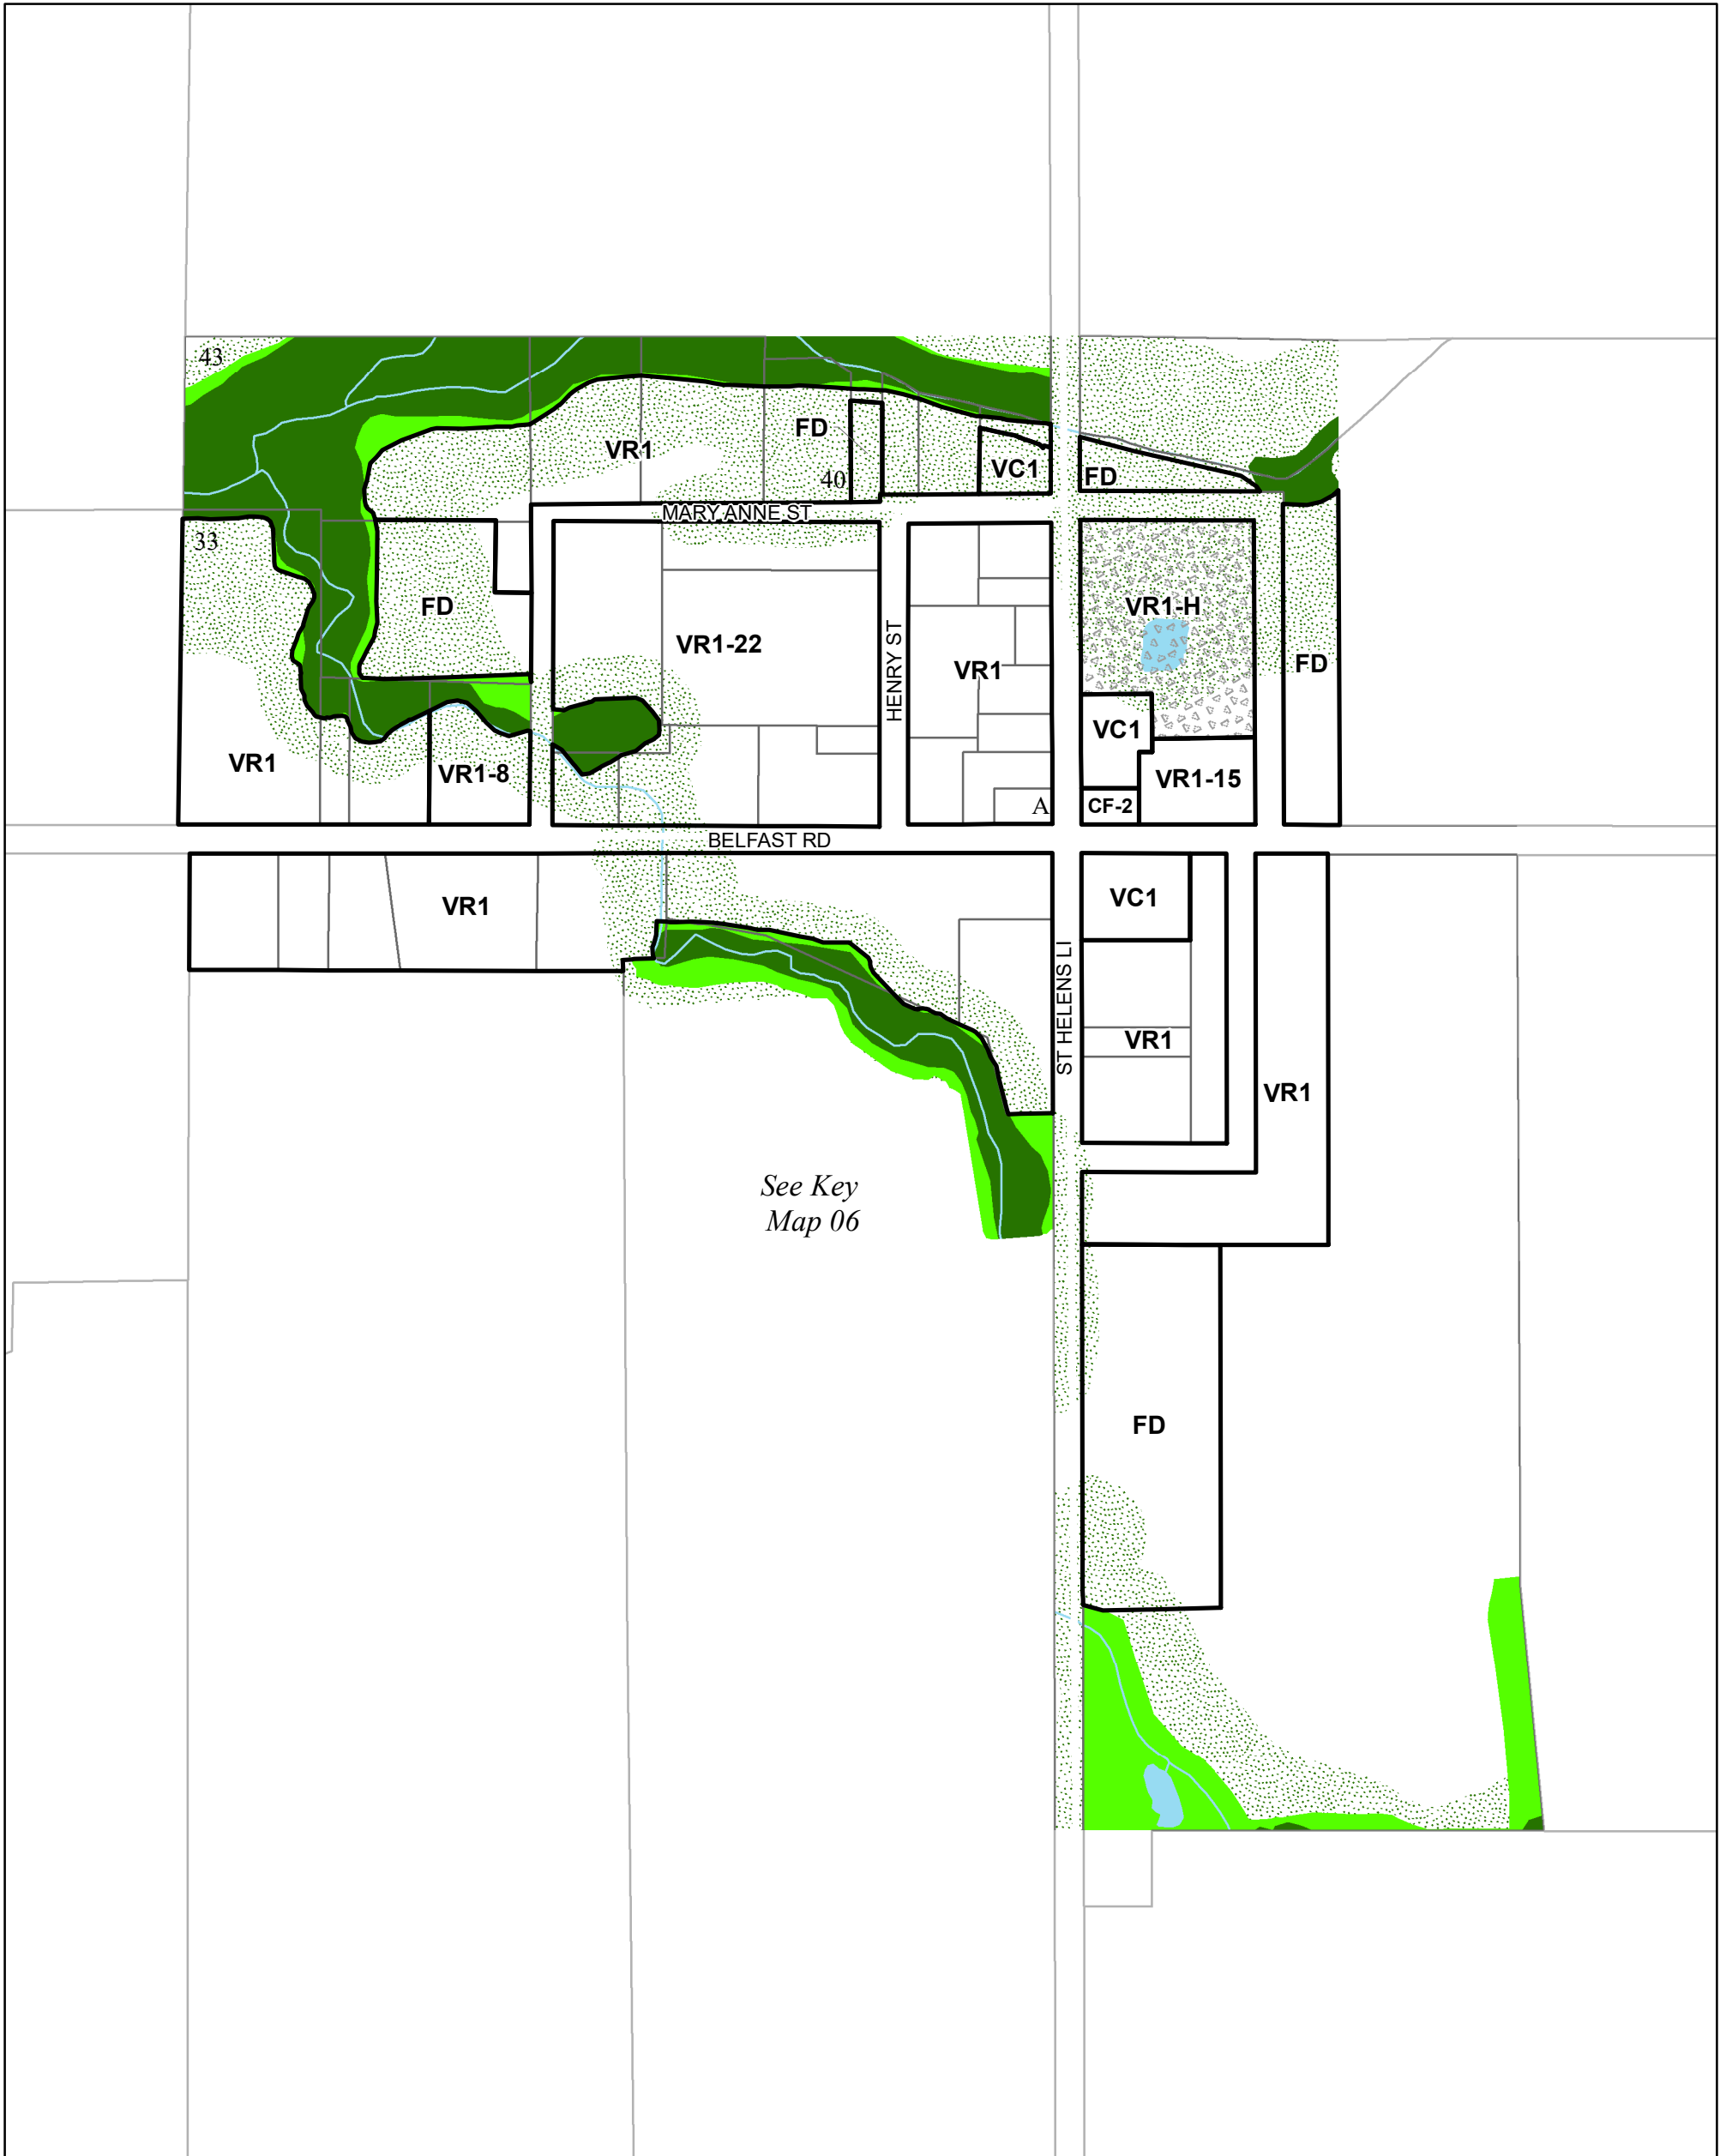 43
FD
VR1
VC1
40
FD
MARY ANNE ST
33
FD
VR1-H
HENRY ST
VR1-22
FD
VR1
VC1
VR1
VR1-8
VR1-15
A
CF-2
BELFAST RD
VC1
VR1
ST HELENS LI
VR1
VR1
See Key
Map 06
FD